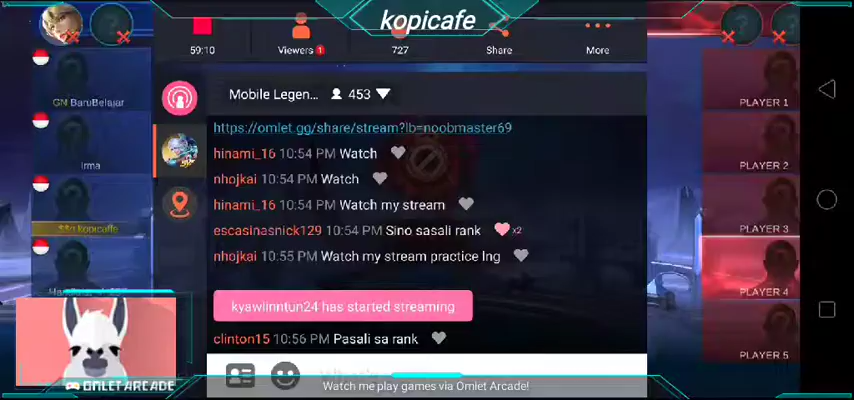 kopicafe
59:10
Viewers 1
727
Share
More
Mobile Legen... 453
GN BaruBelajar
Irma
kopicaffe
https://omlet.gg/share/stream?lb=noobmaster69
hinami_16 10:54 PM Watch
nhojkai 10:54 PM Watch
hinami_16 10:54 PM Watch my stream
escasinasnick129 10:54 PM Sino sasali rank x2
nhojkai 10:55 PM Watch my stream practice lng
kyawiinntun24 has started streaming
clinton15 10:56 PM Pasali sa rank
PLAYER 1
PLAYER 2
PLAYER 3
PLAYER 4
PLAYER 5
OMLET ARCADE
Watch me play games via Omlet Arcade!